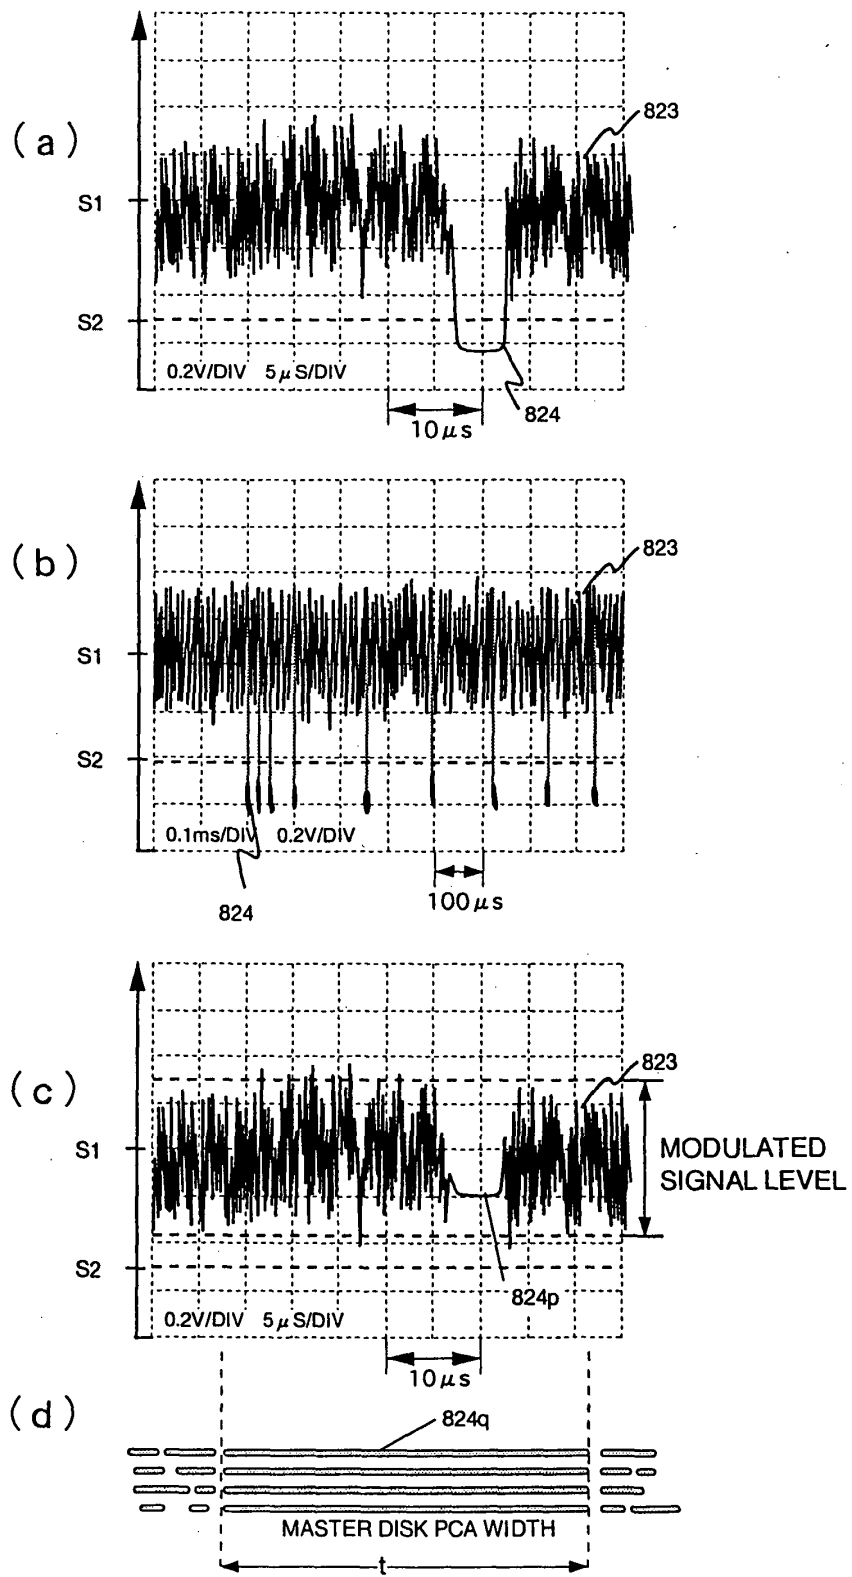 (a)
823
S1
S2
0.2V/DIV 5μS/DIV
824
10μs
(b)
823
S1
S2
0.1ms/DIV 0.2V/DIV
100μs
824
(c)
823
S1
MODULATED
SIGNAL LEVEL
S2
824p
0.2V/DIV 5μS/DIV
10μs
(d)
824q
MASTER DISK PCA WIDTH
t